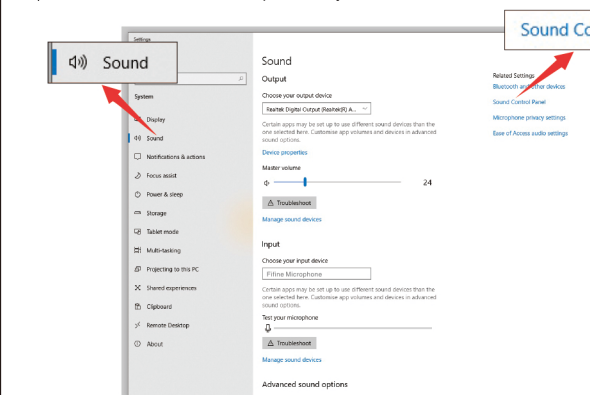 Settings
Sound Co
Sound
Sound
Output
System
Choose your output device
Realtek Digital Output (Realtek(R) A...
Display
Certain apps may be set up to use different sound devices than the
one selected here. Customise app volumes and devices in advanced
sound options.
Sound
Notifications & actions
Device properties
Focus assist
Master volume
24
Power & sleep
Troubleshoot
Storage
Manage sound devices
Tablet mode
Input
Multi-tasking
Choose your input device
Projecting to this PC
Fifine Microphone
Shared experiences
Certain apps may be set up to use different sound devices than the
one selected here. Customise app volumes and devices in advanced
sound options.
Clipboard
Test your microphone
Remote Desktop
About
Troubleshoot
Manage sound devices
Advanced sound options
Related Settings
Bluetooth and other devices
Sound Control Panel
Microphone privacy settings
Ease of Access audio settings